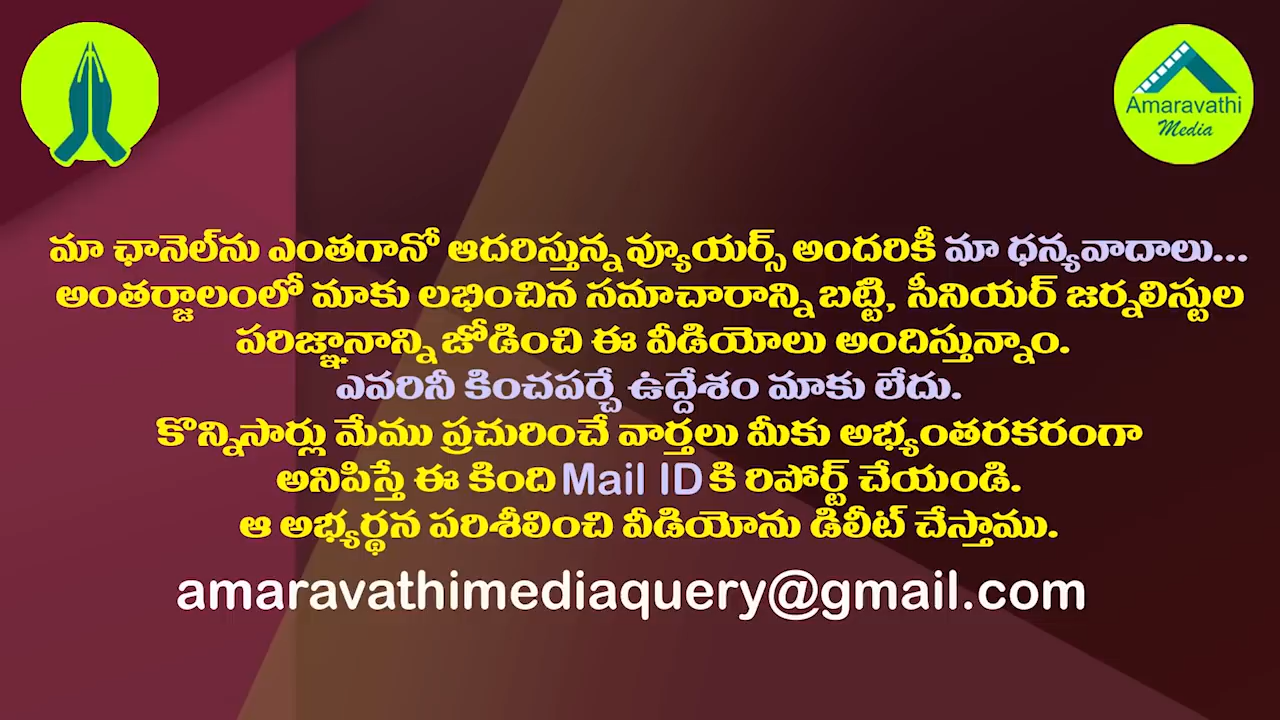 Amaravathi
Media
మా ఛానెల్‌ను ఎంతగానో ఆదరిస్తున్న వ్యూయర్స్ అందరికీ మా ధన్యవాదాలు...
అంతర్జాలంలో మాకు లభించిన సమాచారాన్ని బట్టి, సీనియర్ జర్నలిస్టుల
పరిజ్ఞానాన్ని జోడించి ఈ వీడియోలు అందిస్తున్నాం.
ఎవరినీ కించపర్చే ఉద్దేశం మాకు లేదు.
కొన్నిసార్లు మేము ప్రచురించే వార్తలు మీకు అభ్యంతరకరంగా
అనిపిస్తే ఈ కింది Mail ID కి రిపోర్ట్ చేయండి.
ఆ అభ్యర్థన పరిశీలించి వీడియోను డిలీట్ చేస్తాము.
amaravathimediaquery@gmail.com